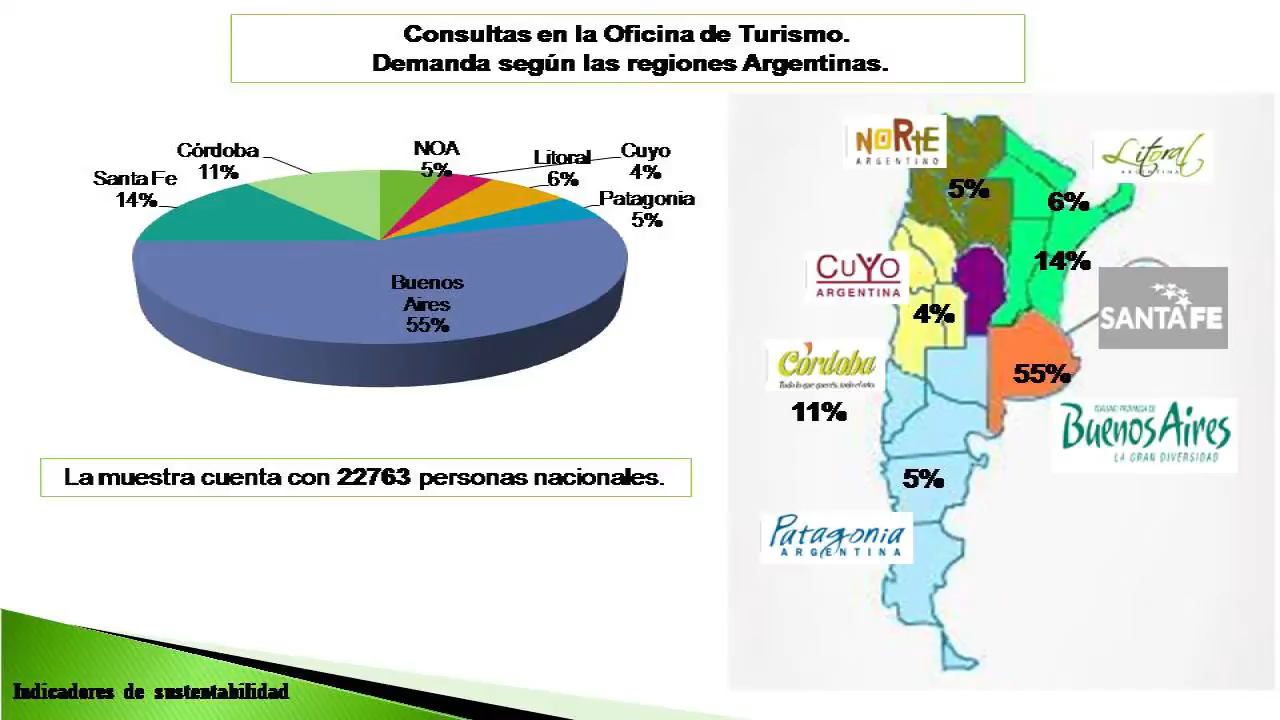 Consultas en la Oficina de Turismo.
Demanda según las regiones Argentinas.
Córdoba
11%
NOA
5%
Litoral
6%
Cuyo
4%
Santa Fe
14%
Patagonia
5%
Buenos
Aires
55%
La muestra cuenta con 22763 personas nacionales.
NORtE
ARGENTINO
5%
Litoral
ARGENTINA
6%
14%
CUYO
ARGENTINA
4%
SANTA FE
Córdoba
11%
55%
BUENOS AIRES
LA GRAN DIVERSIDAD
5%
Patagonia
ARGENTINA
Indicadores de sustentabilidad